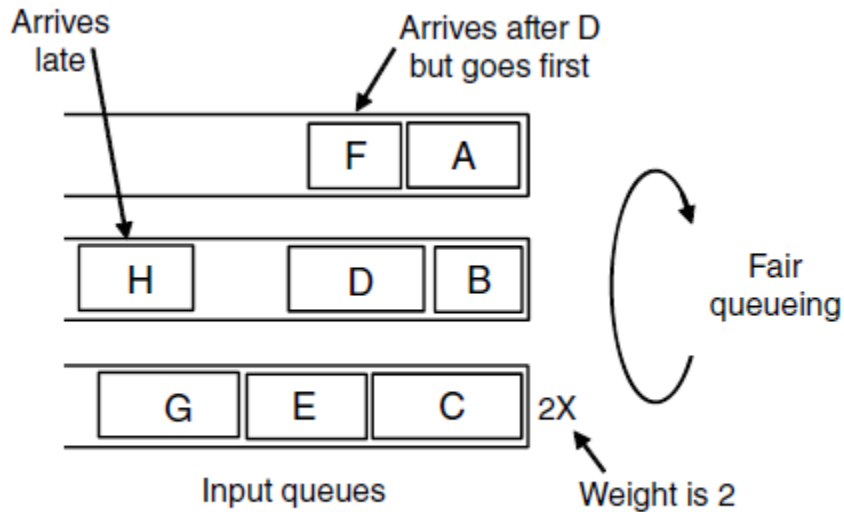 Arrives
late
Arrives after D
but goes first
F A
H D B
Fair
queueing
G E C 2X
Input queues
Weight is 2